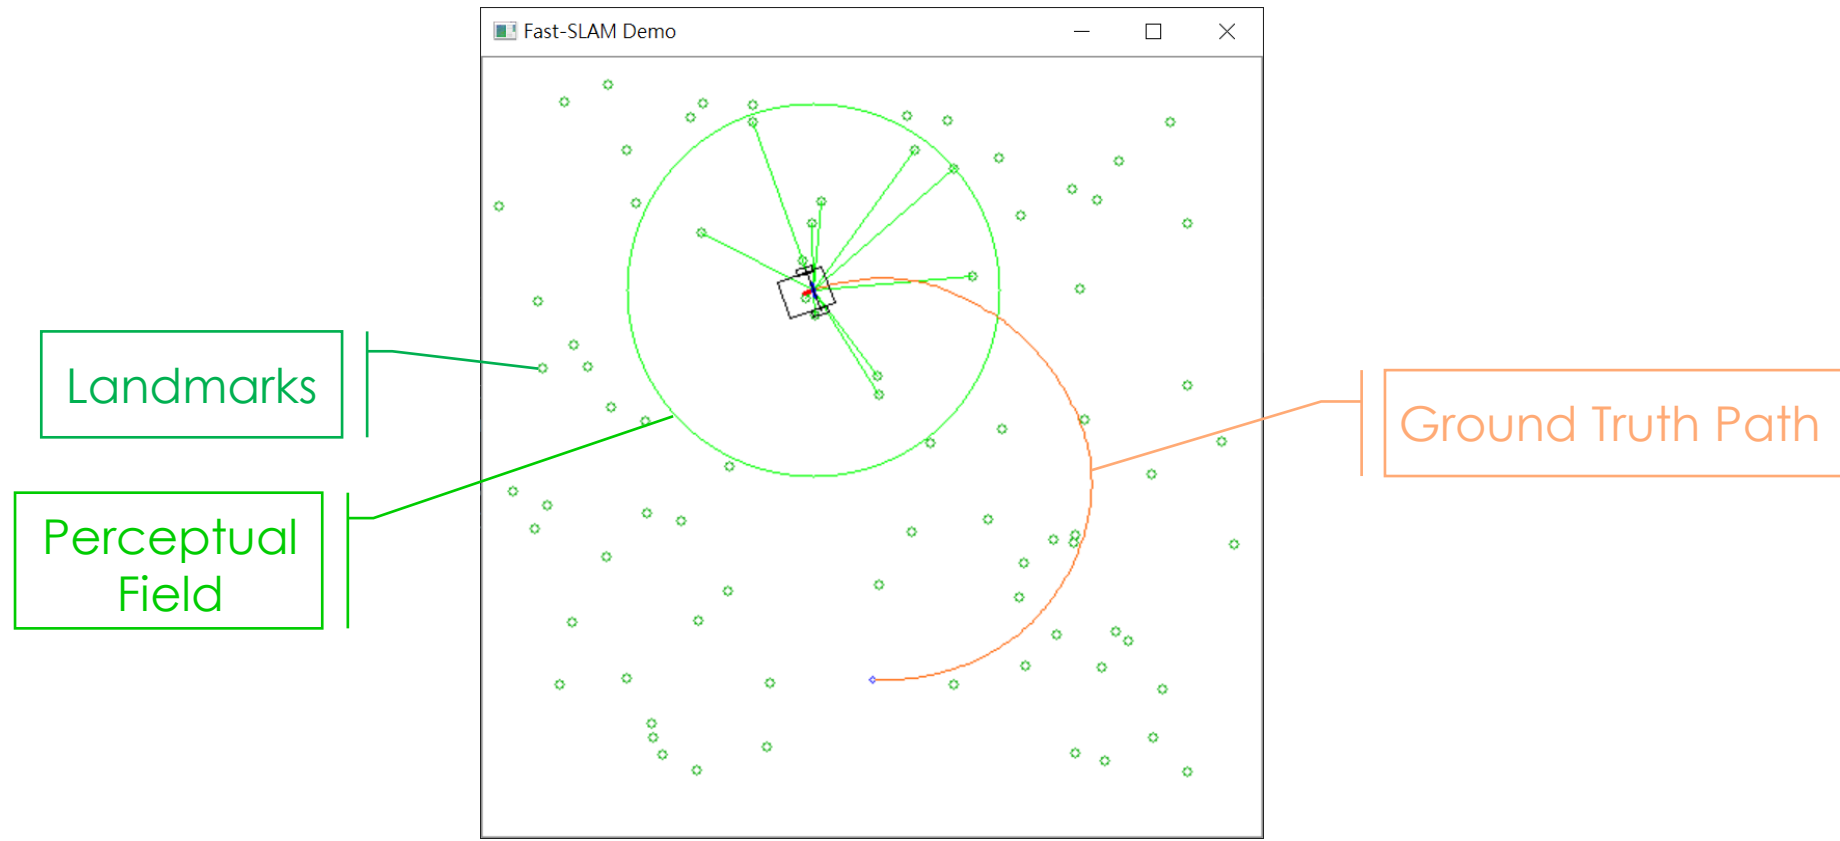 Fast-SLAM Demo
Landmarks
Ground Truth Path
Perceptual
Field